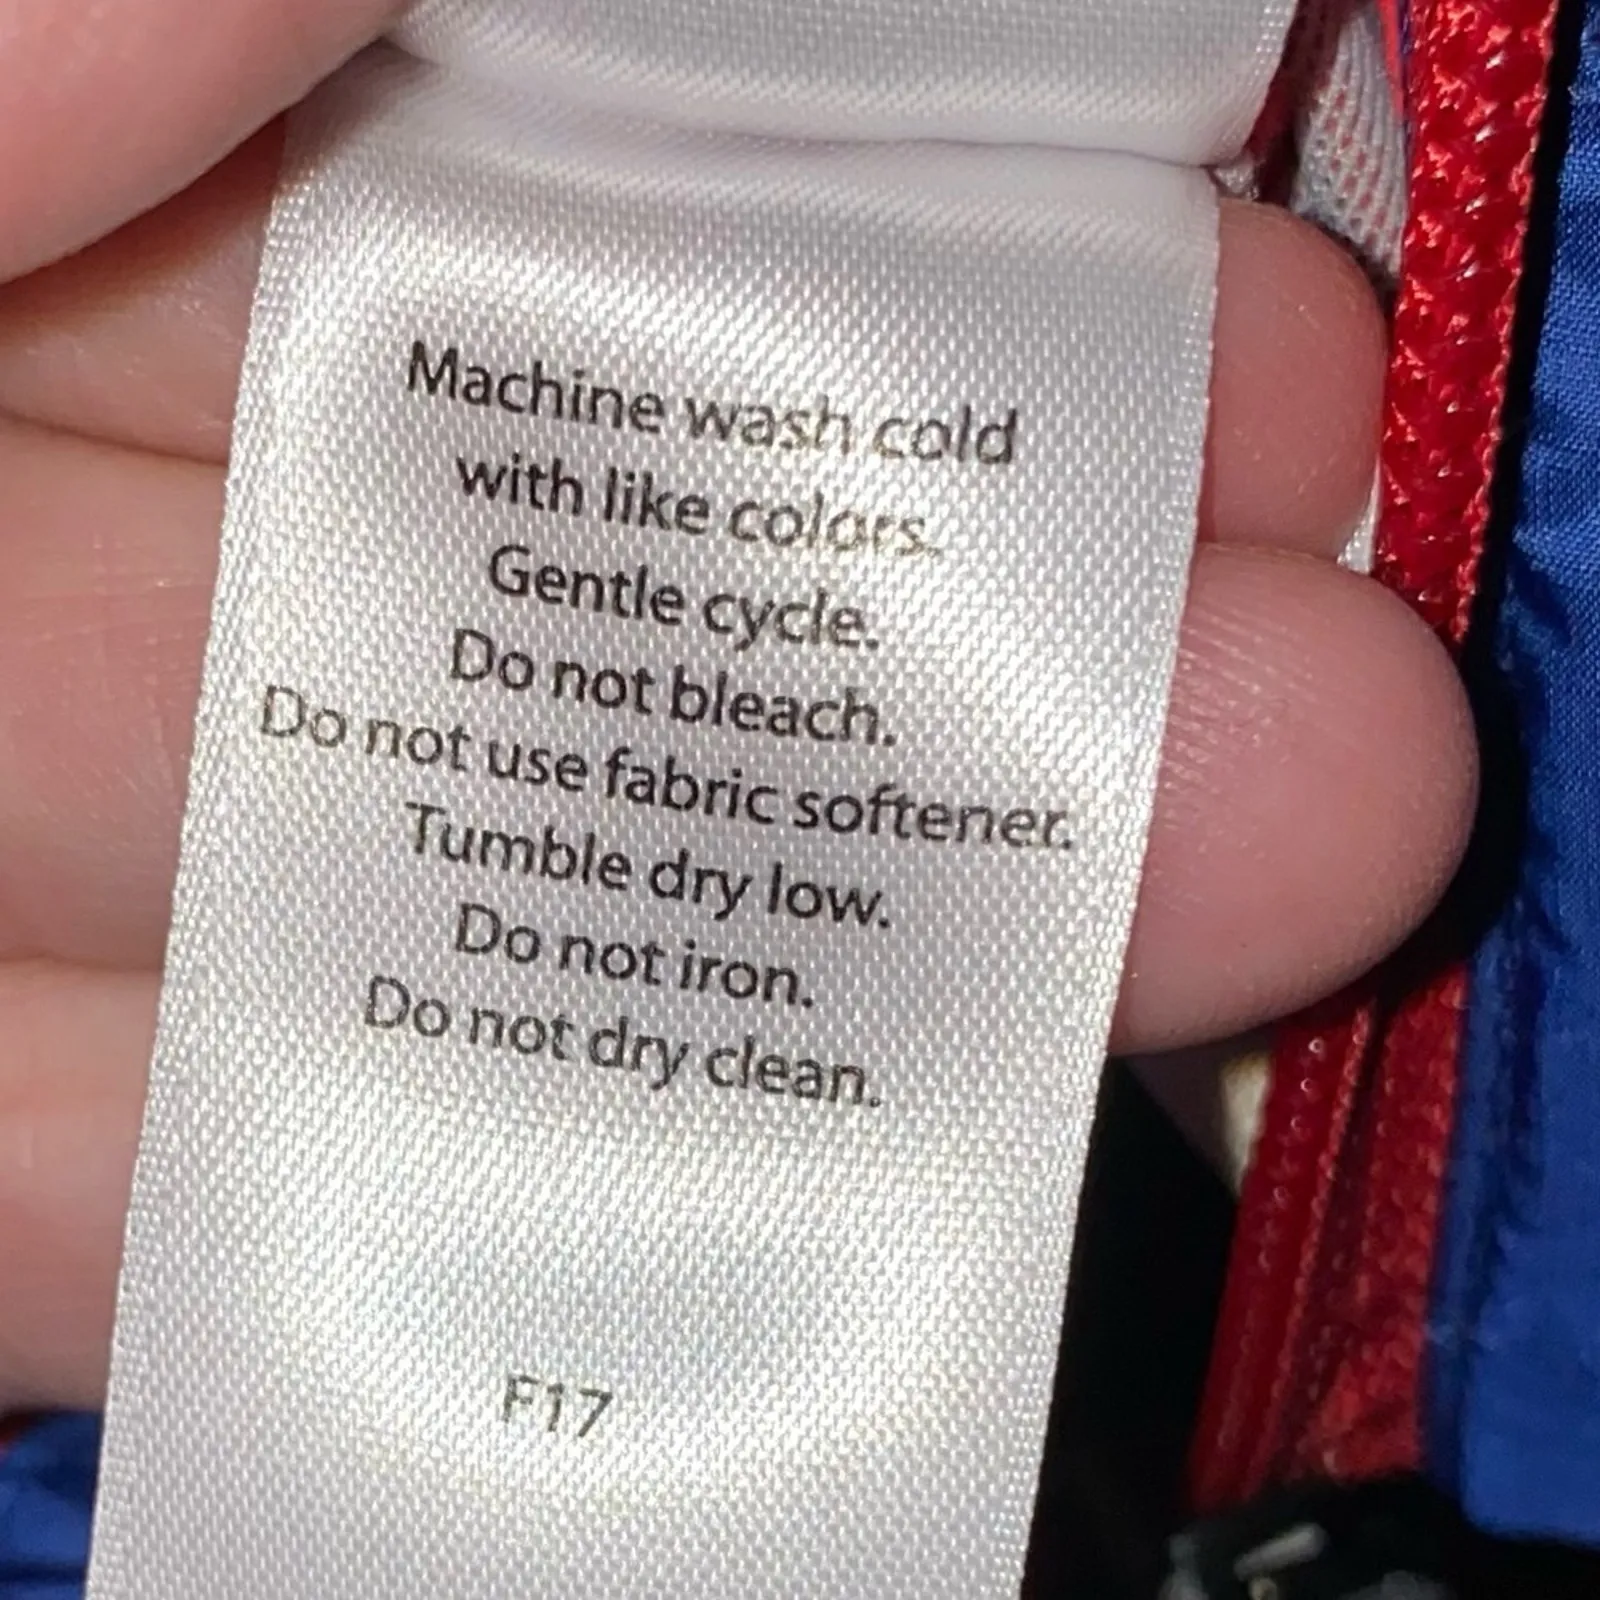 Machine wash cold
with like colors.
Gentle cycle.
Do not bleach.
Do not use fabric softener.
Tumble dry low.
Do not iron.
Do not dry clean.
F17